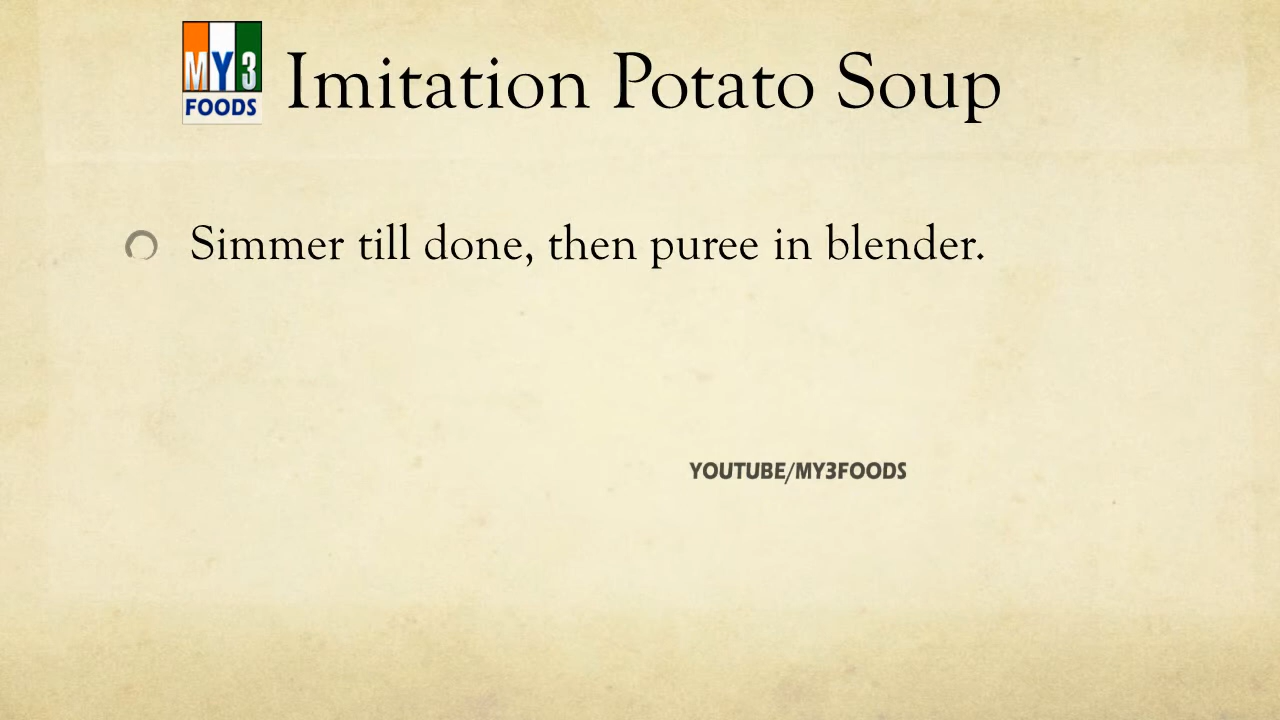 MY3
FOODS
Imitation Potato Soup
Simmer till done, then puree in blender.
YOUTUBE/MY3FOODS